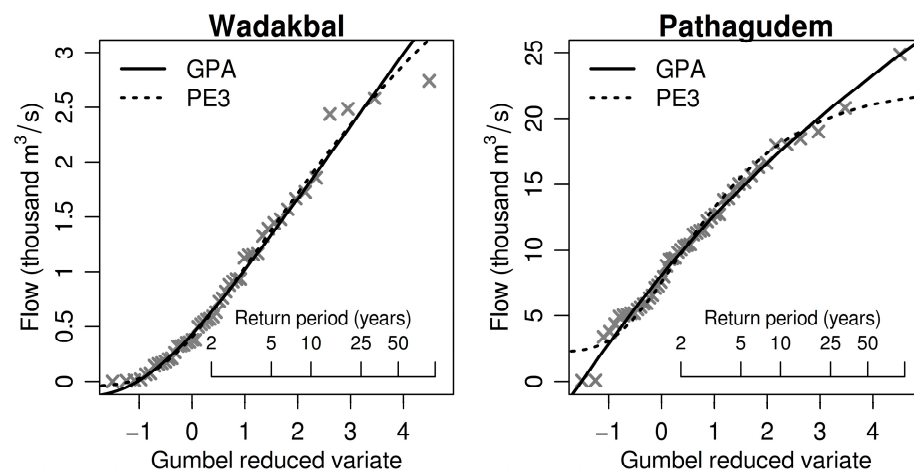 Wadakbal
Flow (thousand m³/s)
3
2.5
2
1.5
1
0.5
0
GPA
PE3
Return period (years)
2 5 10 25 50
−1 0 1 2 3 4
Gumbel reduced variate
Pathagudem
Flow (thousand m³/s)
25
20
15
10
5
0
GPA
PE3
Return period (years)
2 5 10 25 50
−1 0 1 2 3 4
Gumbel reduced variate